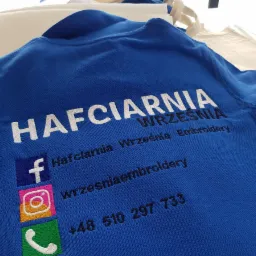 HAFCIARNIA
WRZEŚNIA
Hafciarnia Września Embroidery
wrzesniaembroidery
+48 510 297 733